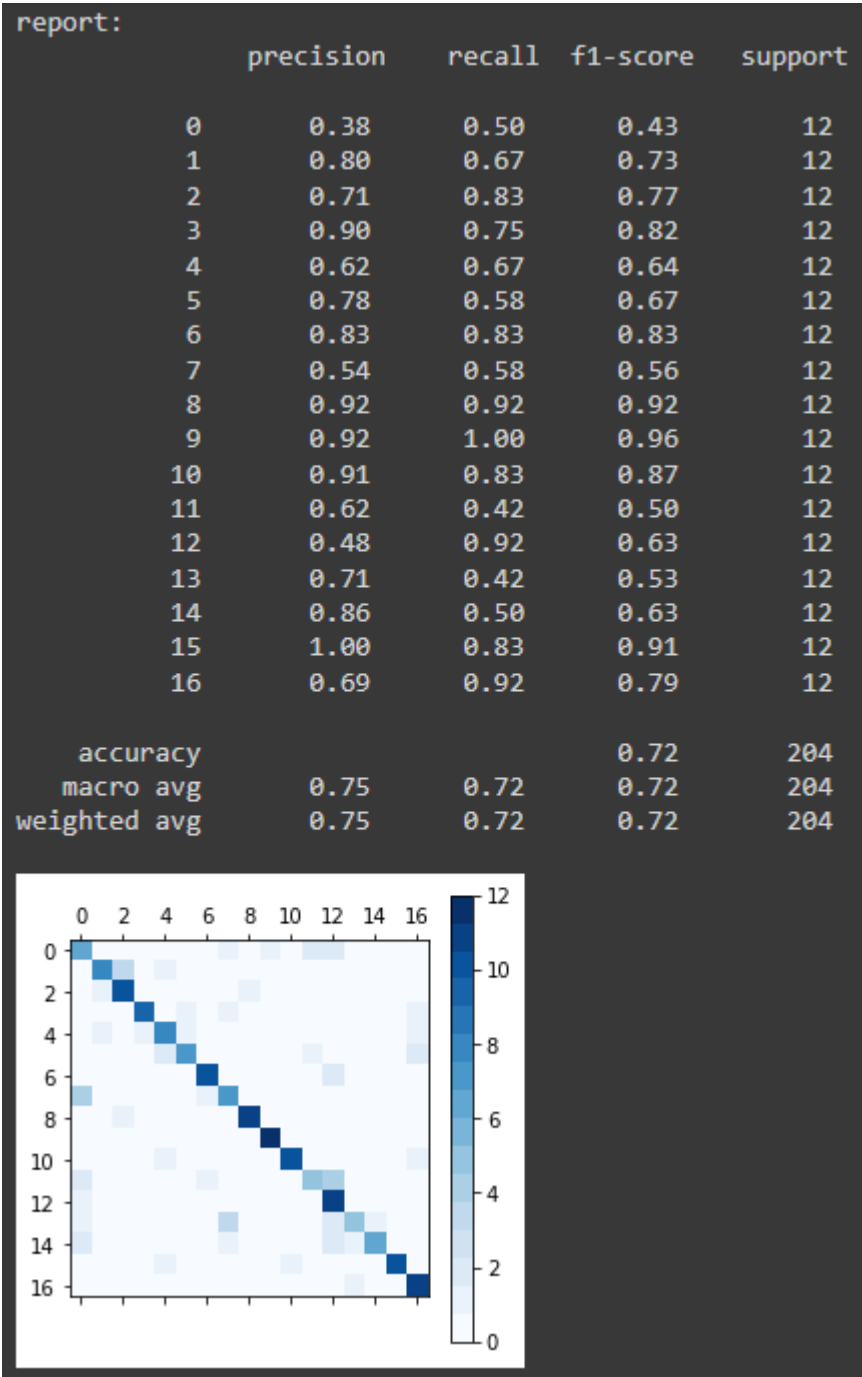 report:
precision recall f1-score support
0 0.38 0.50 0.43 12
1 0.80 0.67 0.73 12
2 0.71 0.83 0.77 12
3 0.90 0.75 0.82 12
4 0.62 0.67 0.64 12
5 0.78 0.58 0.67 12
6 0.83 0.83 0.83 12
7 0.54 0.58 0.56 12
8 0.92 0.92 0.92 12
9 0.92 1.00 0.96 12
10 0.91 0.83 0.87 12
11 0.62 0.42 0.50 12
12 0.48 0.92 0.63 12
13 0.71 0.42 0.53 12
14 0.86 0.50 0.63 12
15 1.00 0.83 0.91 12
16 0.69 0.92 0.79 12
accuracy 0.72 204
macro avg 0.75 0.72 0.72 204
weighted avg 0.75 0.72 0.72 204
0 2 4 6 8 10 12 14 16
0
2
4
6
8
10
12
14
16
12
10
8
6
4
2
0